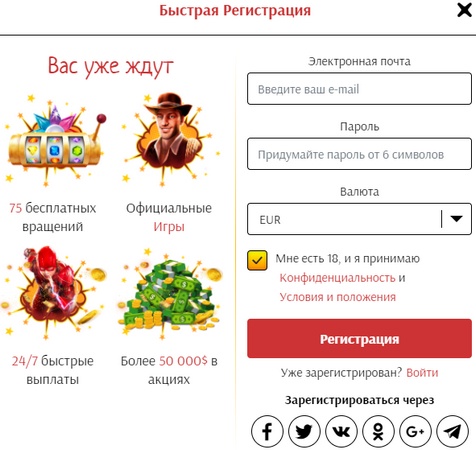 Быстрая Регистрация
Вас уже ждут
75 бесплатных
вращений
Официальные
Игры
24/7 быстрые
выплаты
Более 50 000$ в
акциях
Электронная почта
Введите ваш e-mail
Пароль
Придумайте пароль от 6 символов
Валюта
EUR
Мне есть 18, и я принимаю
Конфиденциальность и
Условия и положения
Регистрация
Уже зарегистрирован? Войти
Зарегистрироваться через